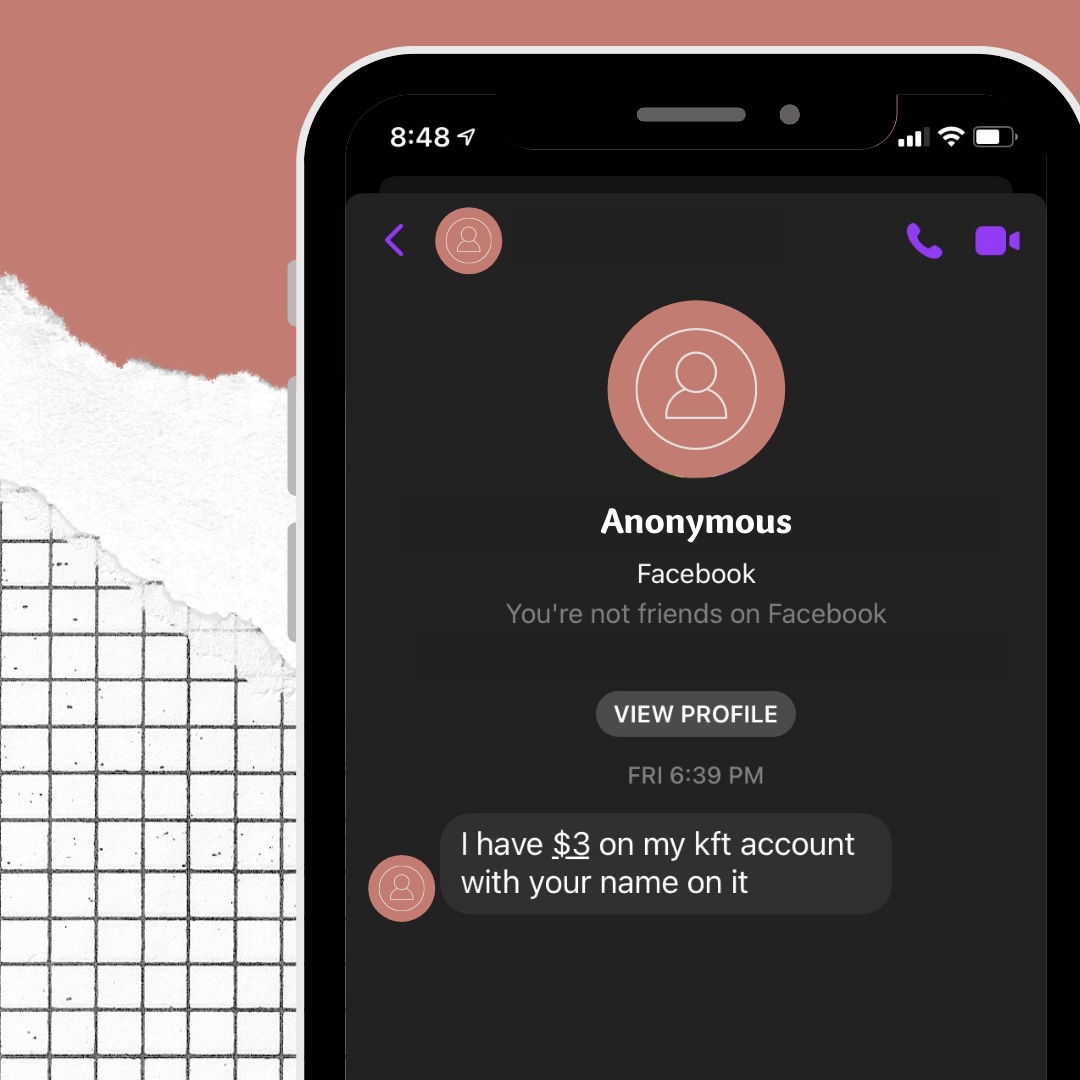 8:48
Anonymous
Facebook
You're not friends on Facebook
VIEW PROFILE
FRI 6:39 PM
I have $3 on my kft account
with your name on it